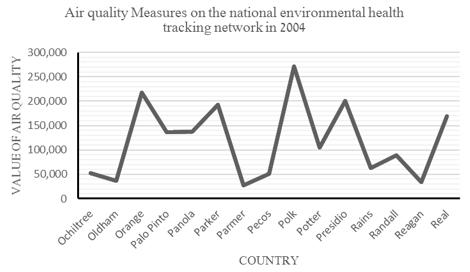 Air quality Measures on the national environmental health
tracking network in 2004
VALUE OF AIR QUALITY
300,000
250,000
200,000
150,000
100,000
50,000
0
Ochiltree
Oldham
Orange
Palo Pinto
Panola
Parker
Parmer
Pecos
Polk
Potter
Presidio
Rains
Randall
Reagan
Real
COUNTRY